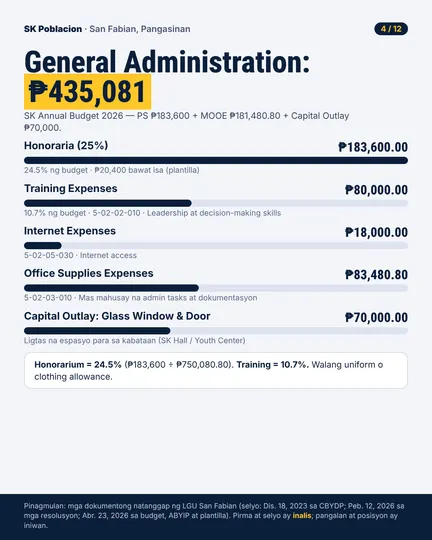 SK Poblacion · San Fabian, Pangasinan
4 / 12
General Administration:
₱435,081
SK Annual Budget 2026 — PS ₱183,600 + MOOE ₱181,480.80 + Capital Outlay
₱70,000.
Honoraria (25%)
₱183,600.00
24.5% ng budget · ₱20,400 bawat isa (plantilla)
Training Expenses
₱80,000.00
10.7% ng budget · 5-02-02-010 · Leadership at decision-making skills
Internet Expenses
₱18,000.00
5-02-05-030 · Internet access
Office Supplies Expenses
₱83,480.80
5-02-03-010 · Mas mahusay na admin tasks at dokumentasyon
Capital Outlay: Glass Window & Door
₱70,000.00
Ligtas na espasyo para sa kabataan (SK Hall / Youth Center)
Honorarium = 24.5% (₱183,600 ÷ ₱750,080.80). Training = 10.7%. Walang uniform o
clothing allowance.
Pinagmulan: mga dokumentong natanggap ng LGU San Fabian (selyo: Dis. 18, 2023 sa CBYDP; Peb. 12, 2026 sa
mga resolusyon; Abr. 23, 2026 sa budget, ABYIP at plantilla). Pirma at selyo ay inalis; pangalan at posisyon ay
iniwan.